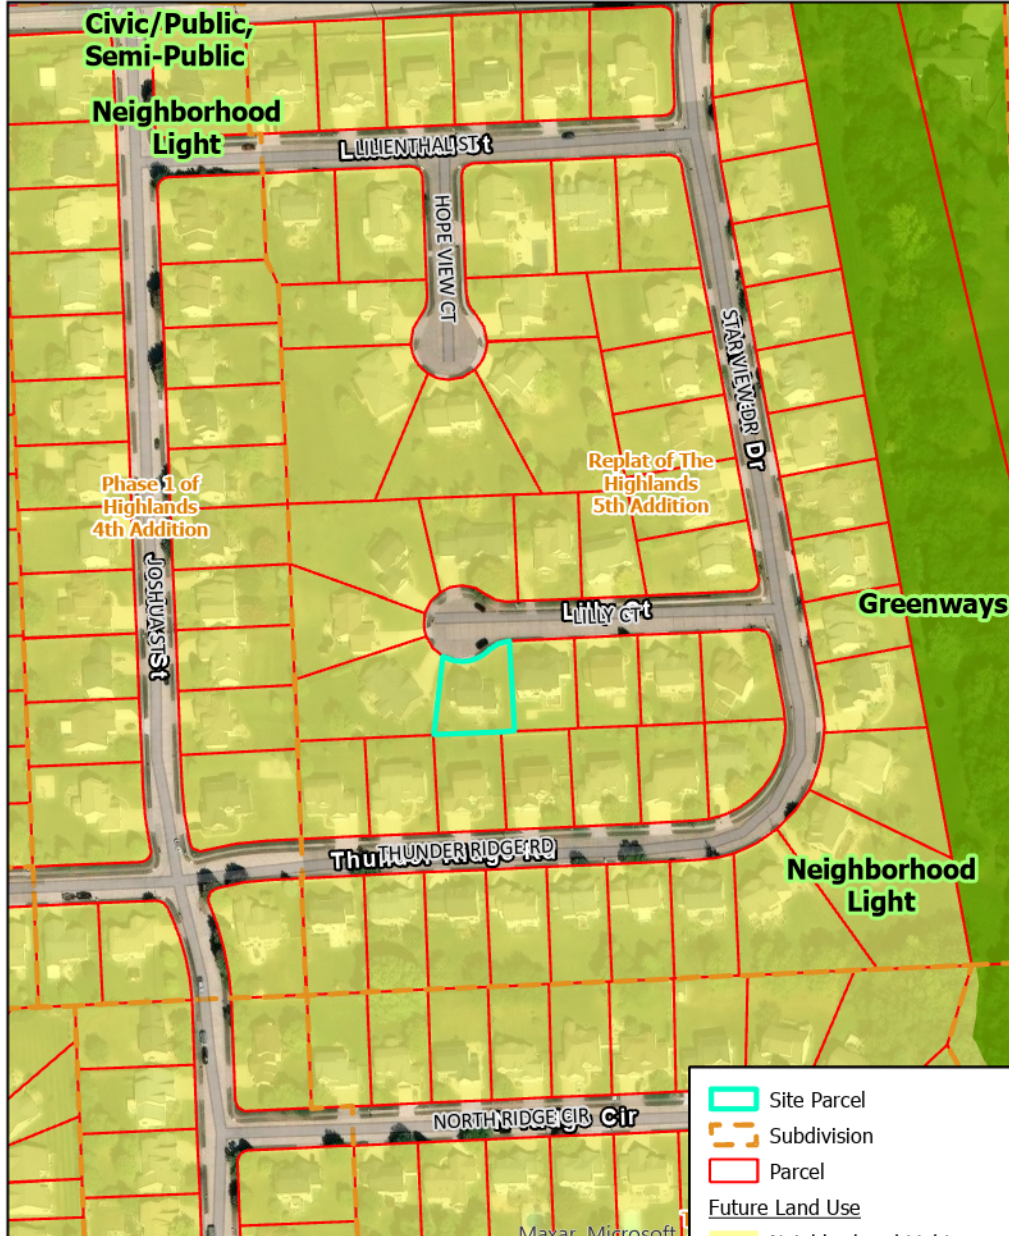 Civic/Public,
Semi-Public
Neighborhood
Light
LILIENTHAL ST
HOPE VIEW CT
STARVIEW DR
Dr
Replat of The
Highlands
5th Addition
Phase 1 of
Highlands
4th Addition
JOSHUA ST
St
LILLY CT
Greenways
THUNDER RIDGE RD
Neighborhood
Light
NORTH RIDGE CIR
Cir
Maxar, Microsoft
Site Parcel
Subdivision
Parcel
Future Land Use